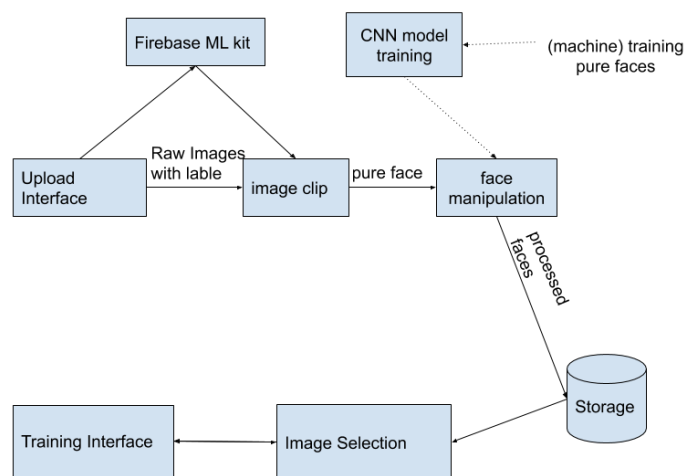 Firebase ML kit
CNN model
training
(machine) training
pure faces
Upload
Interface
Raw Images
with lable
image clip
pure face
face
manipulation
processed
faces
Storage
Training Interface
Image Selection